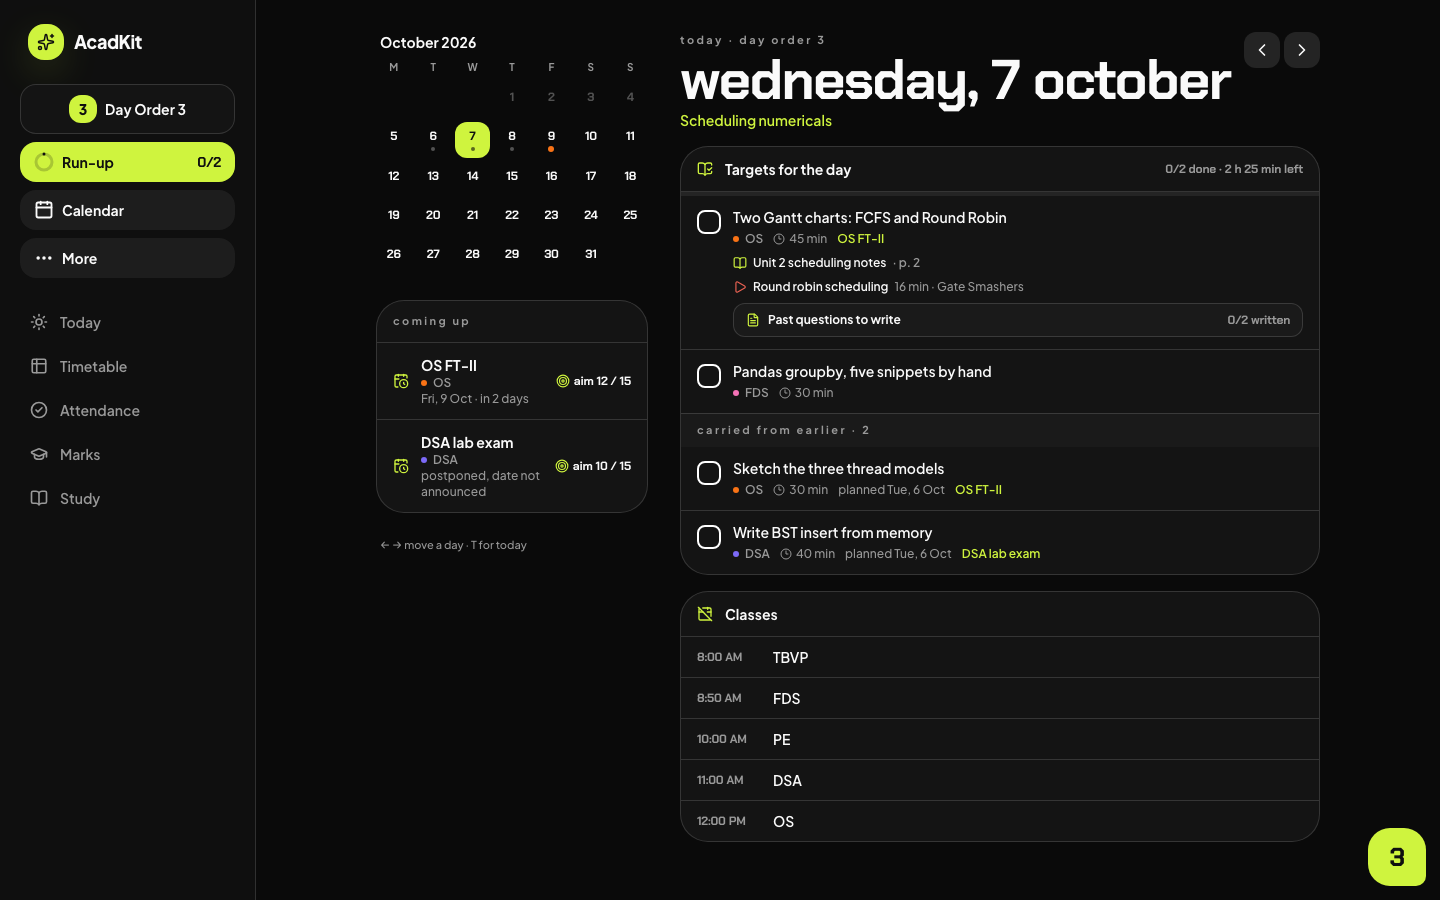 AcadKit
3 Day Order 3
Run-up 0/2
Calendar
More
Today
Timetable
Attendance
Marks
Study
October 2026
M T W T F S S
1 2 3 4
5 6 7 8 9 10 11
12 13 14 15 16 17 18
19 20 21 22 23 24 25
26 27 28 29 30 31
coming up
OS FT-II
OS
Fri, 9 Oct · in 2 days
aim 12 / 15
DSA lab exam
DSA
postponed, date not
announced
aim 10 / 15
← → move a day · T for today
today · day order 3
wednesday, 7 october
Scheduling numericals
Targets for the day 0/2 done · 2 h 25 min left
Two Gantt charts: FCFS and Round Robin
OS 45 min OS FT-II
Unit 2 scheduling notes · p. 2
Round robin scheduling 16 min · Gate Smashers
Past questions to write 0/2 written
Pandas groupby, five snippets by hand
FDS 30 min
carried from earlier · 2
Sketch the three thread models
OS 30 min planned Tue, 6 Oct OS FT-II
Write BST insert from memory
DSA 40 min planned Tue, 6 Oct DSA lab exam
Classes
8:00 AM TBVP
8:50 AM FDS
10:00 AM PE
11:00 AM DSA
12:00 PM OS
3